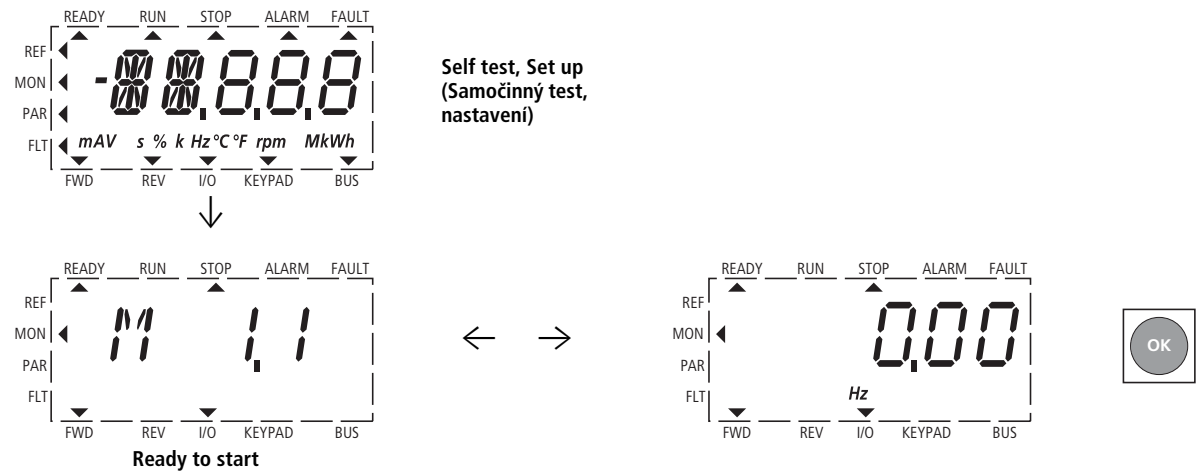 READY RUN STOP ALARM FAULT
REF
MON
PAR
FLT
-88.8.8.8
mAV s % k Hz °C °F rpm MkWh
FWD REV I/O KEYPAD BUS
Self test, Set up
(Samočinný test,
nastavení)
READY RUN STOP ALARM FAULT
REF
MON
PAR
FLT
M 1.1
FWD REV I/O KEYPAD BUS
Ready to start
READY RUN STOP ALARM FAULT
REF
MON
PAR
FLT
0.00
Hz
FWD REV I/O KEYPAD BUS
OK